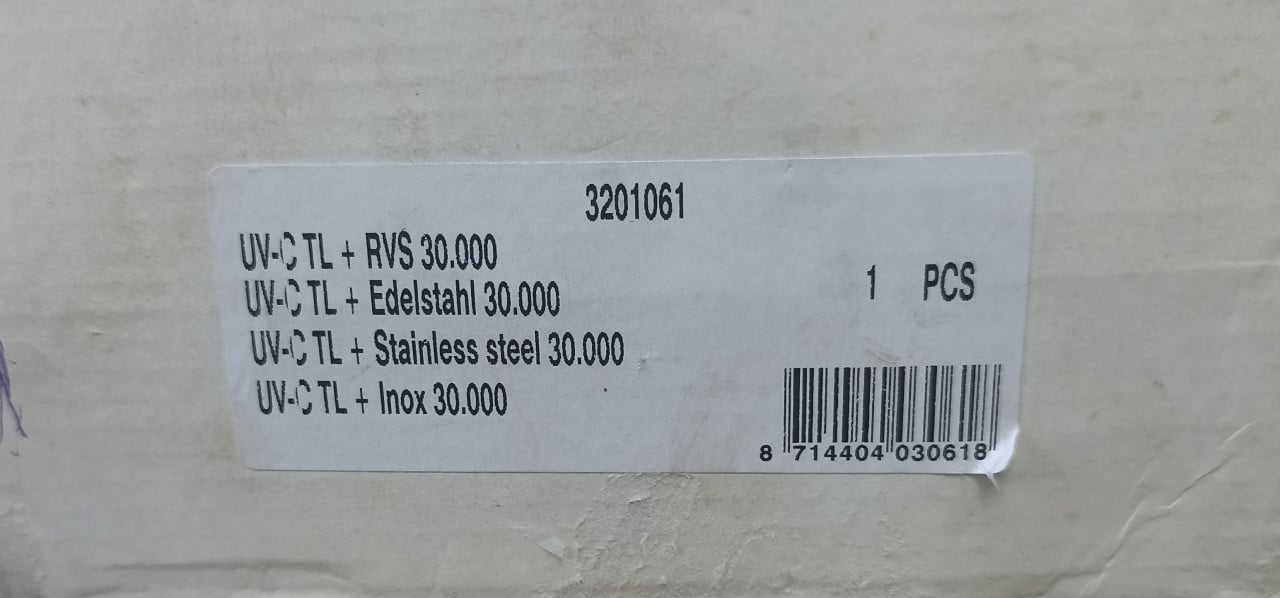 3201061
UV-C TL + RVS 30.000
UV-C TL + Edelstahl 30.000
UV-C TL + Stainless steel 30.000
UV-C TL + Inox 30.000
1 PCS
8 714404 030618